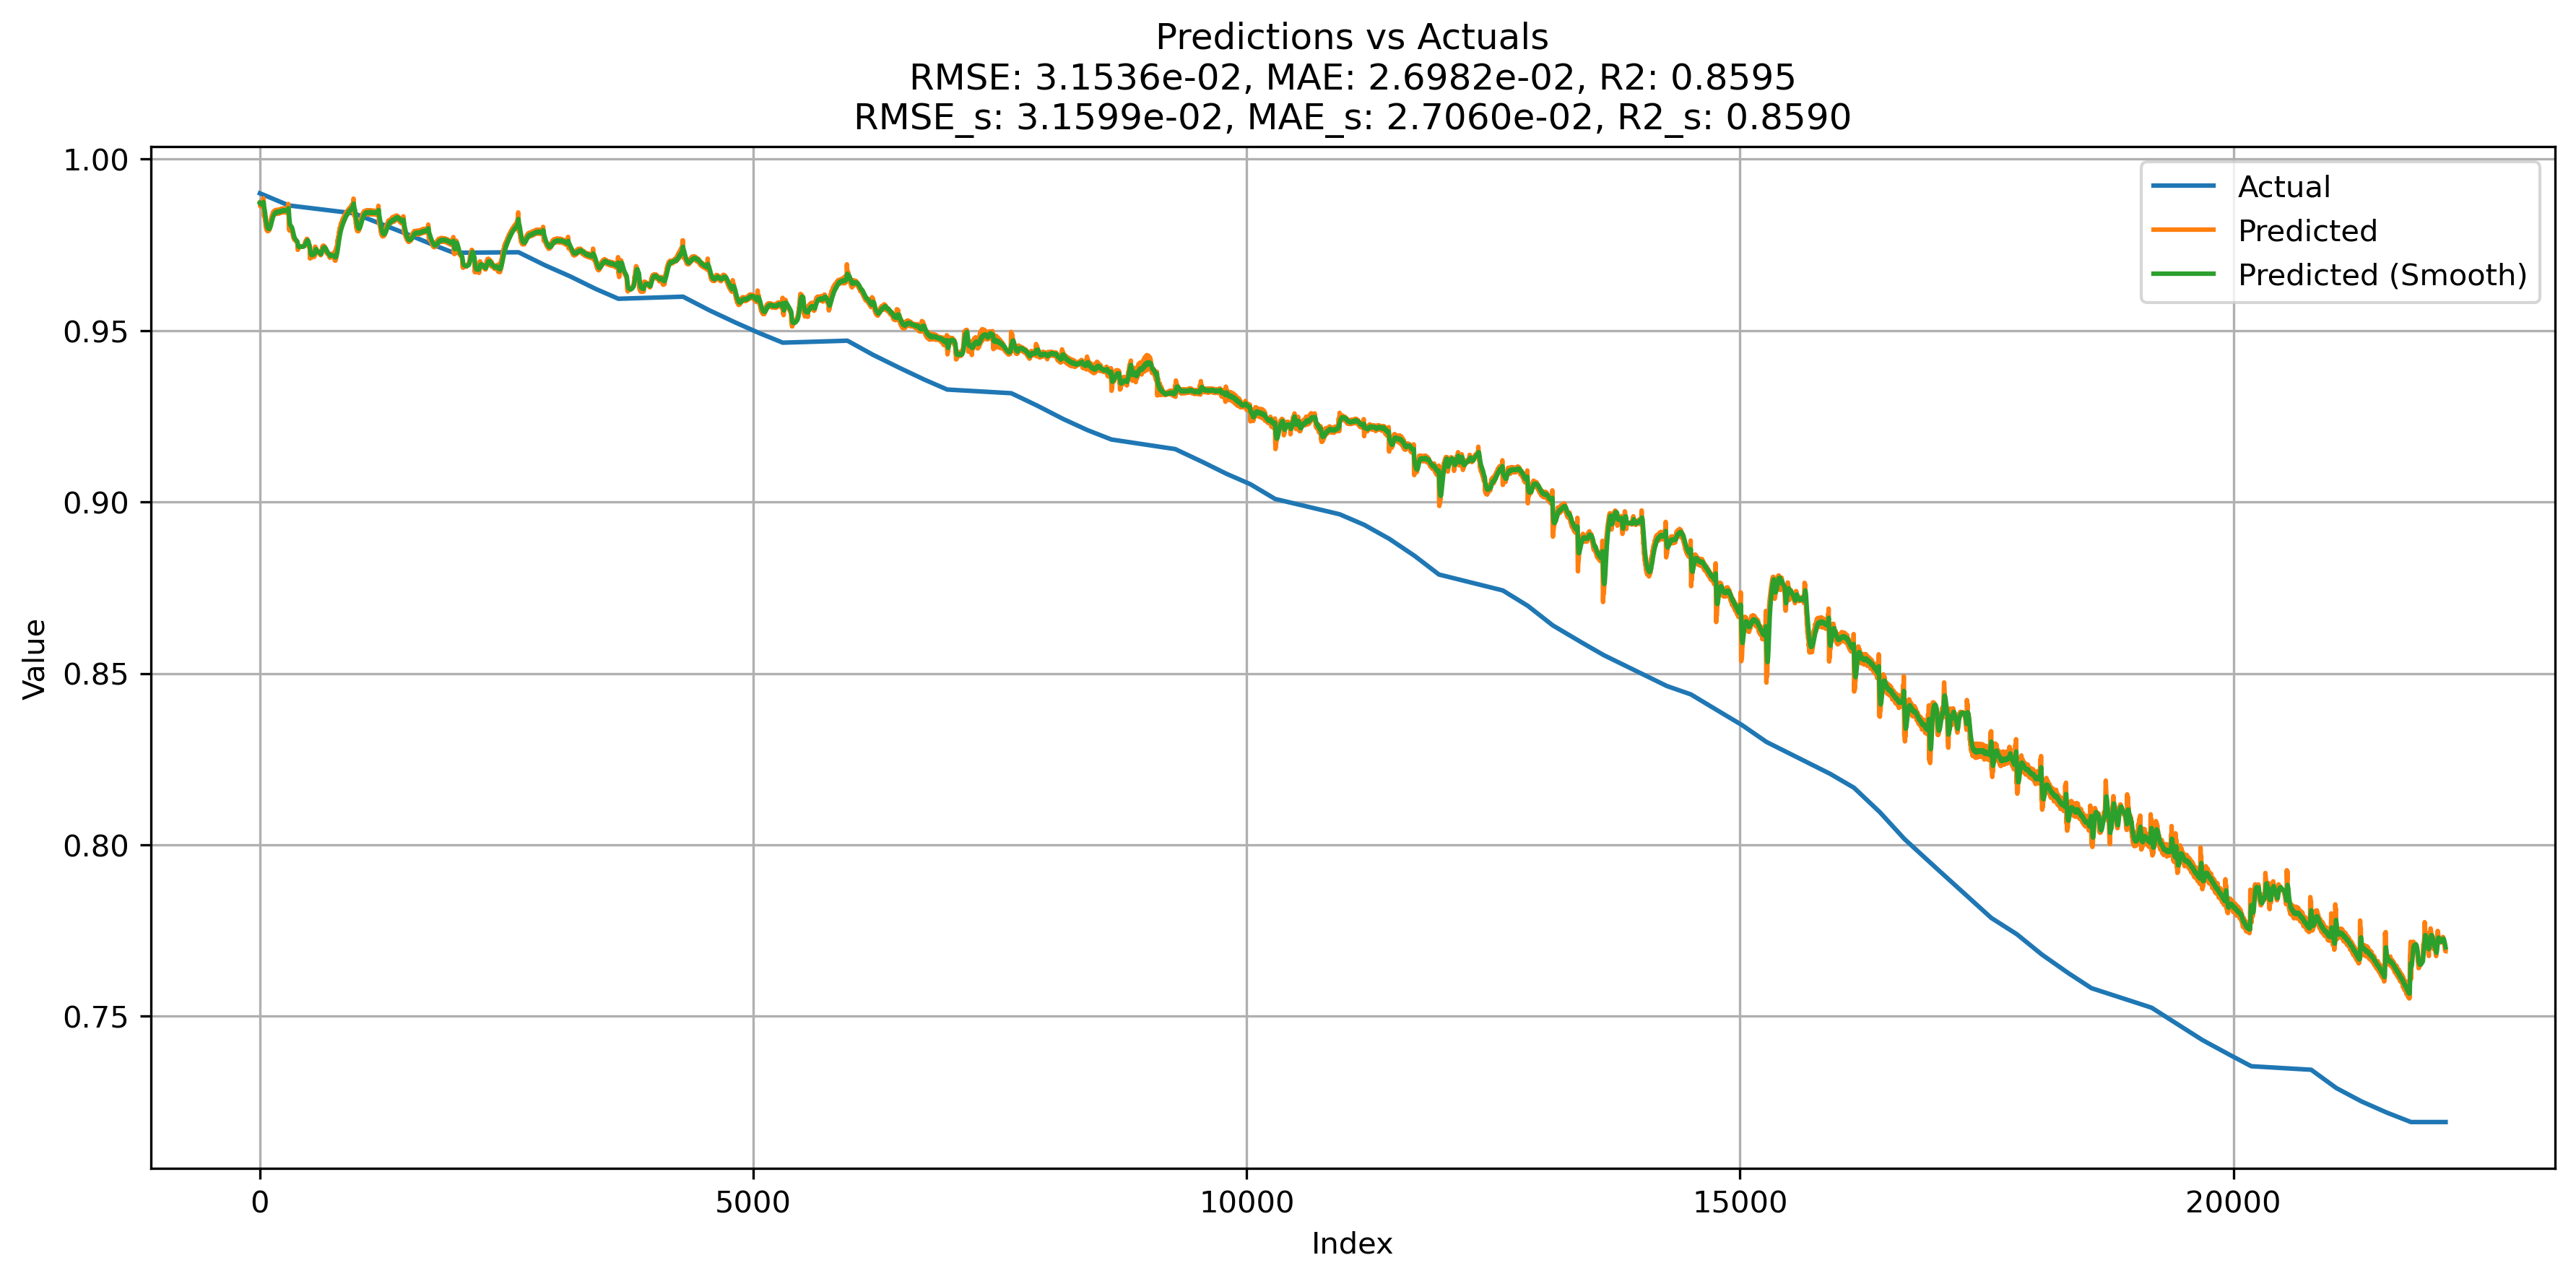 Predictions vs Actuals
RMSE: 3.1536e-02, MAE: 2.6982e-02, R2: 0.8595
RMSE_s: 3.1599e-02, MAE_s: 2.7060e-02, R2_s: 0.8590
Actual
Predicted
Predicted (Smooth)
1.00
0.95
0.90
0.85
0.80
0.75
Value
0 5000 10000 15000 20000
Index